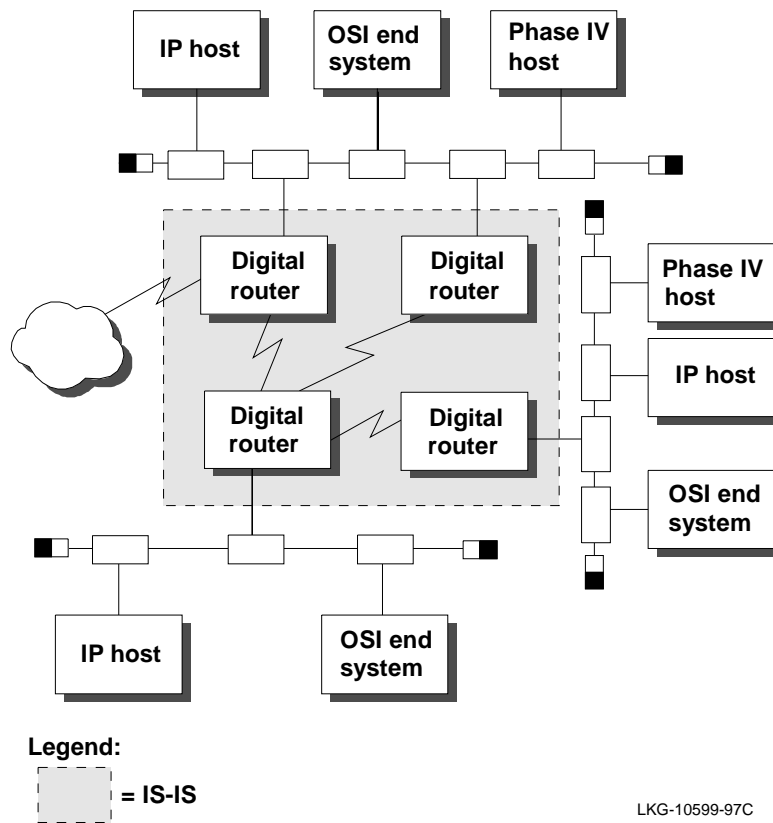 IP host
OSI end
system
Phase IV
host
Digital
router
Digital
router
Phase IV
host
IP host
Digital
router
Digital
router
OSI end
system
IP host
OSI end
system
Legend:
= IS-IS
LKG-10599-97C